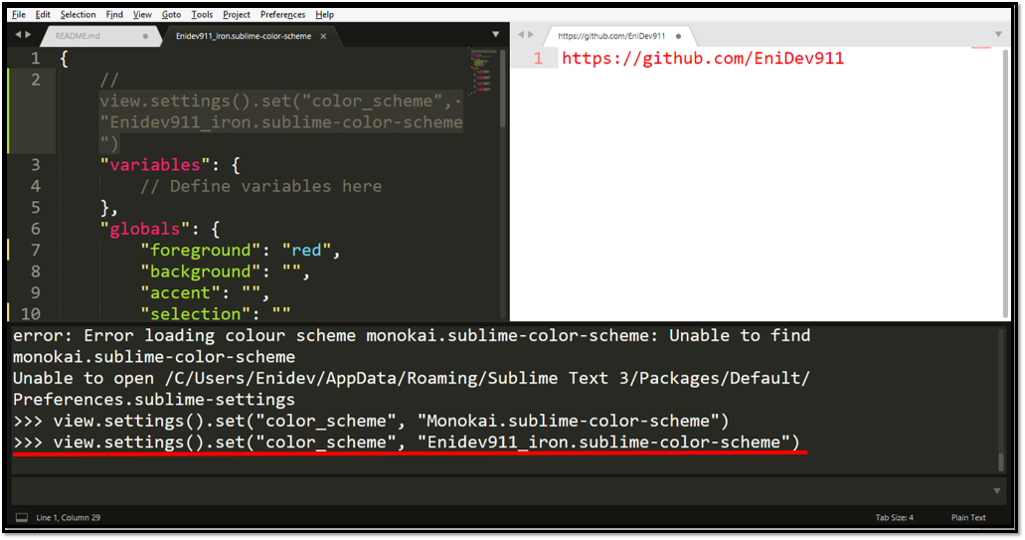 File Edit Selection Find View Goto Tools Project Preferences Help
README.md
Enidev911_iron.sublime-color-scheme ×
1 {
2 //
view.settings().set("color_scheme",·
"Enidev911_iron.sublime-color-scheme
")
3 "variables": {
4 // Define variables here
5 },
6 "globals": {
7 "foreground": "red",
8 "background": "",
9 "accent": "",
10 "selection": ""
https://github.com/EniDev911
1 https://github.com/EniDev911
error: Error loading colour scheme monokai.sublime-color-scheme: Unable to find
monokai.sublime-color-scheme
Unable to open /C/Users/Enidev/AppData/Roaming/Sublime Text 3/Packages/Default/
Preferences.sublime-settings
>>> view.settings().set("color_scheme", "Monokai.sublime-color-scheme")
>>> view.settings().set("color_scheme", "Enidev911_iron.sublime-color-scheme")
Line 1, Column 29
Tab Size: 4
Plain Text